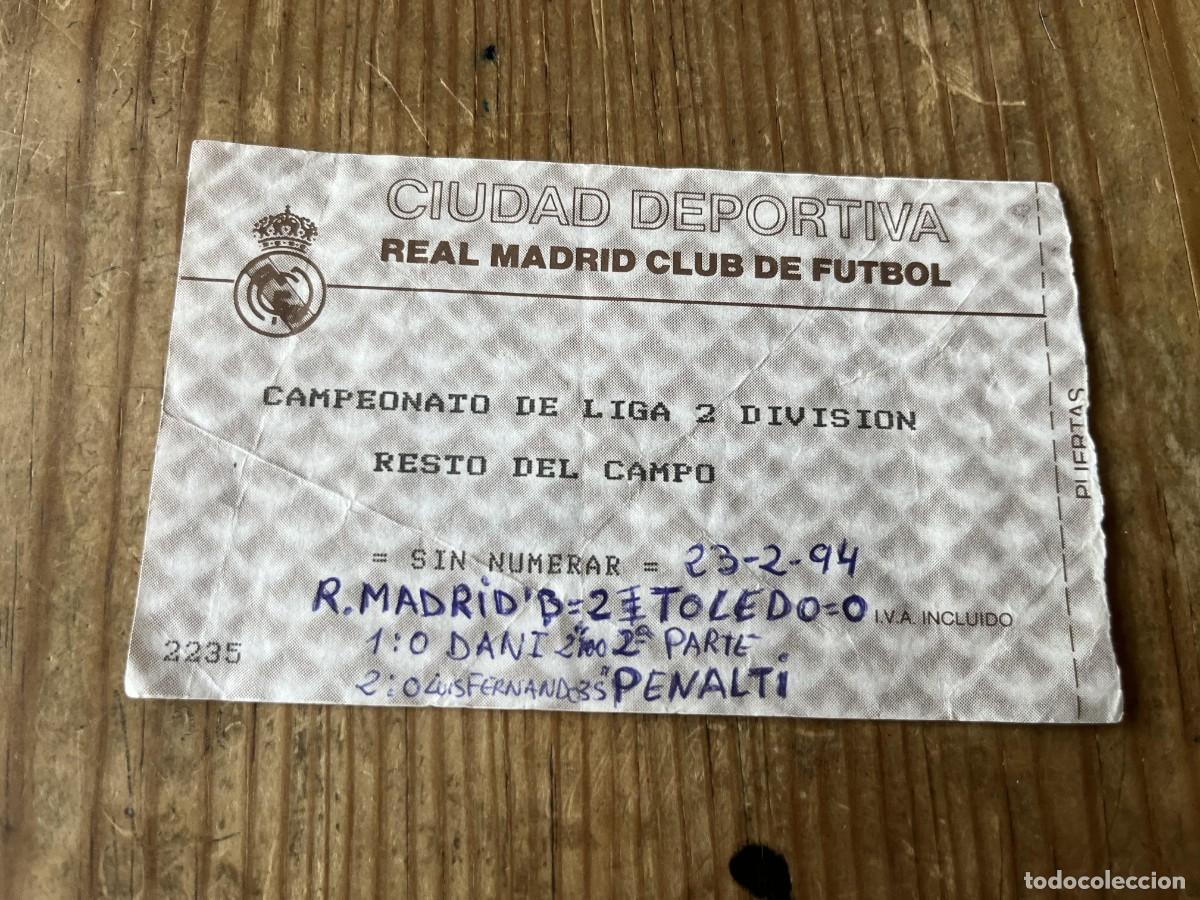 CIUDAD DEPORTIVA
REAL MADRID CLUB DE FUTBOL
CAMPEONATO DE LIGA 2 DIVISION
RESTO DEL CAMPO
= SIN NUMERAR = 23-2-94
R. MADRID'B=2 TOLEDO=0 I.V.A. INCLUIDO
2235
1:0 DANI 2ª PARTE
2:0 LUIS FERNANDO 35" PENALTI
PUERTAS
todocoleccion